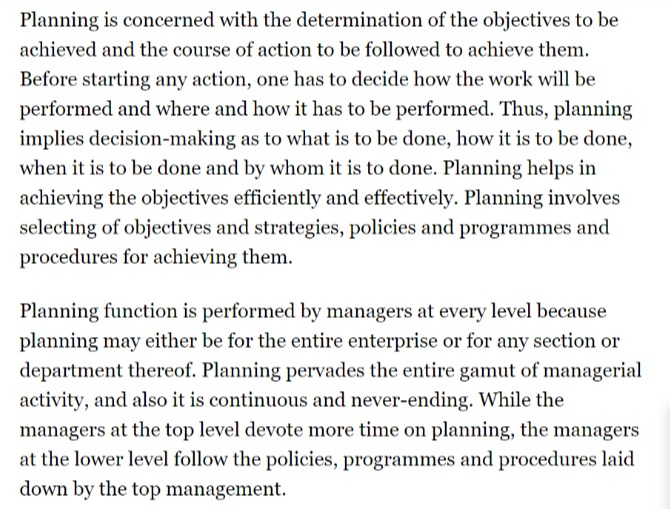 Planning is concerned with the determination of the objectives to be
achieved and the course of action to be followed to achieve them.
Before starting any action, one has to decide how the work will be
performed and where and how it has to be performed. Thus, planning
implies decision-making as to what is to be done, how it is to be done,
when it is to be done and by whom it is to done. Planning helps in
achieving the objectives efficiently and effectively. Planning involves
selecting of objectives and strategies, policies and programmes and
procedures for achieving them.
Planning function is performed by managers at every level because
planning may either be for the entire enterprise or for any section or
department thereof. Planning pervades the entire gamut of managerial
activity, and also it is continuous and never-ending. While the
managers at the top level devote more time on planning, the managers
at the lower level follow the policies, programmes and procedures laid
down by the top management.